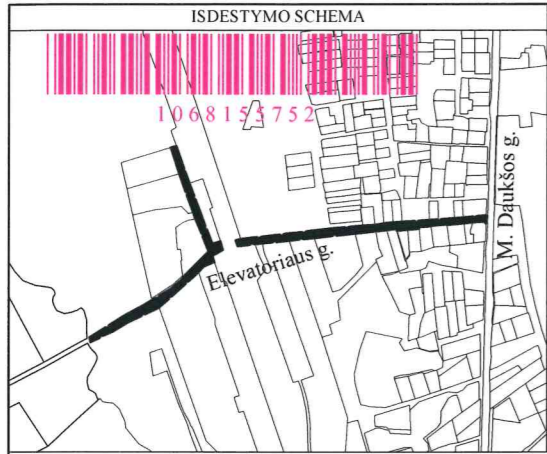 ISDESTYMO SCHEMA
1068155752
Elevatoriaus g.
M. Daukšos g.